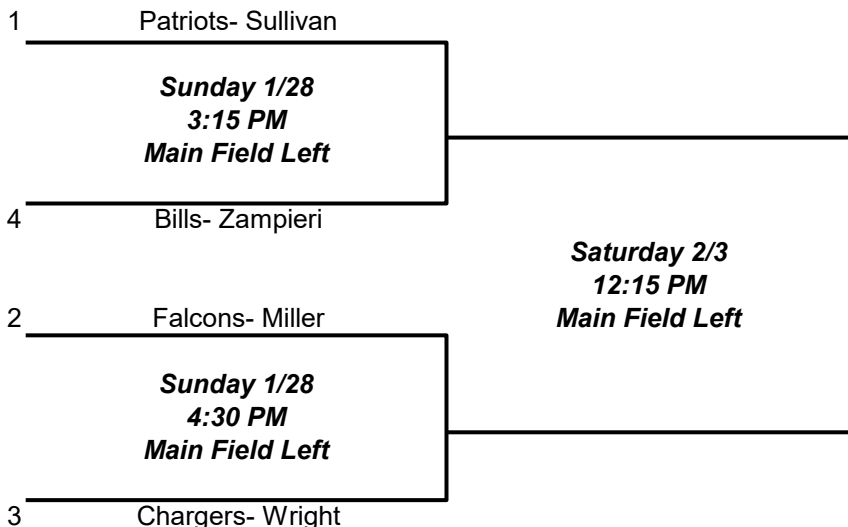 1 Patriots- Sullivan
Sunday 1/28
3:15 PM
Main Field Left
4 Bills- Zampieri
Saturday 2/3
12:15 PM
Main Field Left
2 Falcons- Miller
Sunday 1/28
4:30 PM
Main Field Left
3 Chargers- Wright